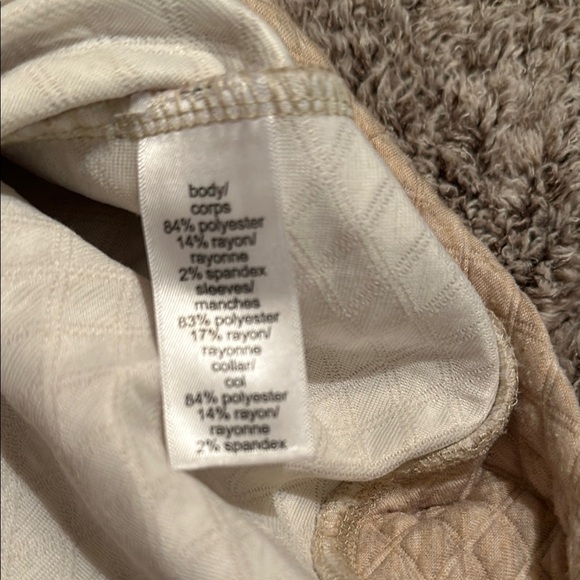 body/
corps
84% polyester
14% rayon/
rayonne
2% spandex
sleeves/
manches
83% polyester
17% rayon/
rayonne
collar/
col
84% polyester
14% rayon/
rayonne
2% spandex